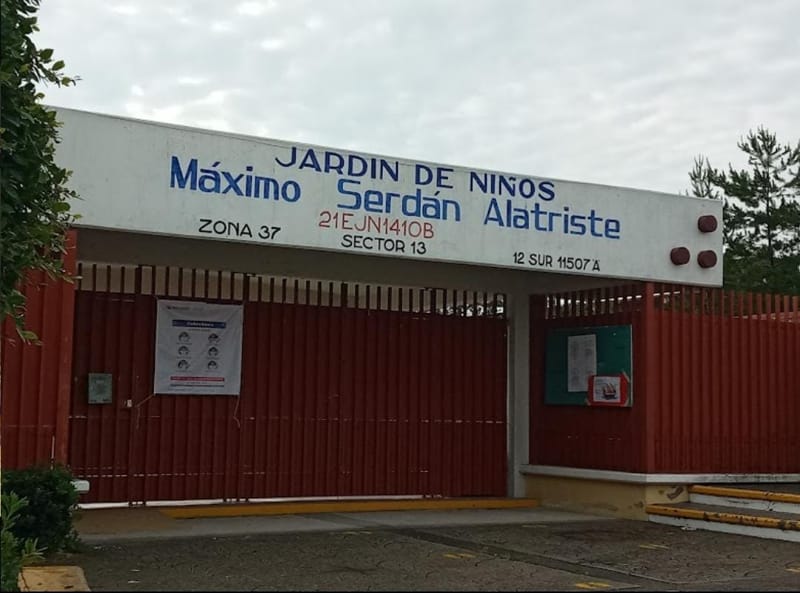 JARDIN DE NIÑOS
Máximo Serdán Alatriste
21EJN1410B
ZONA 37
SECTOR 13
12 SUR 11507 A